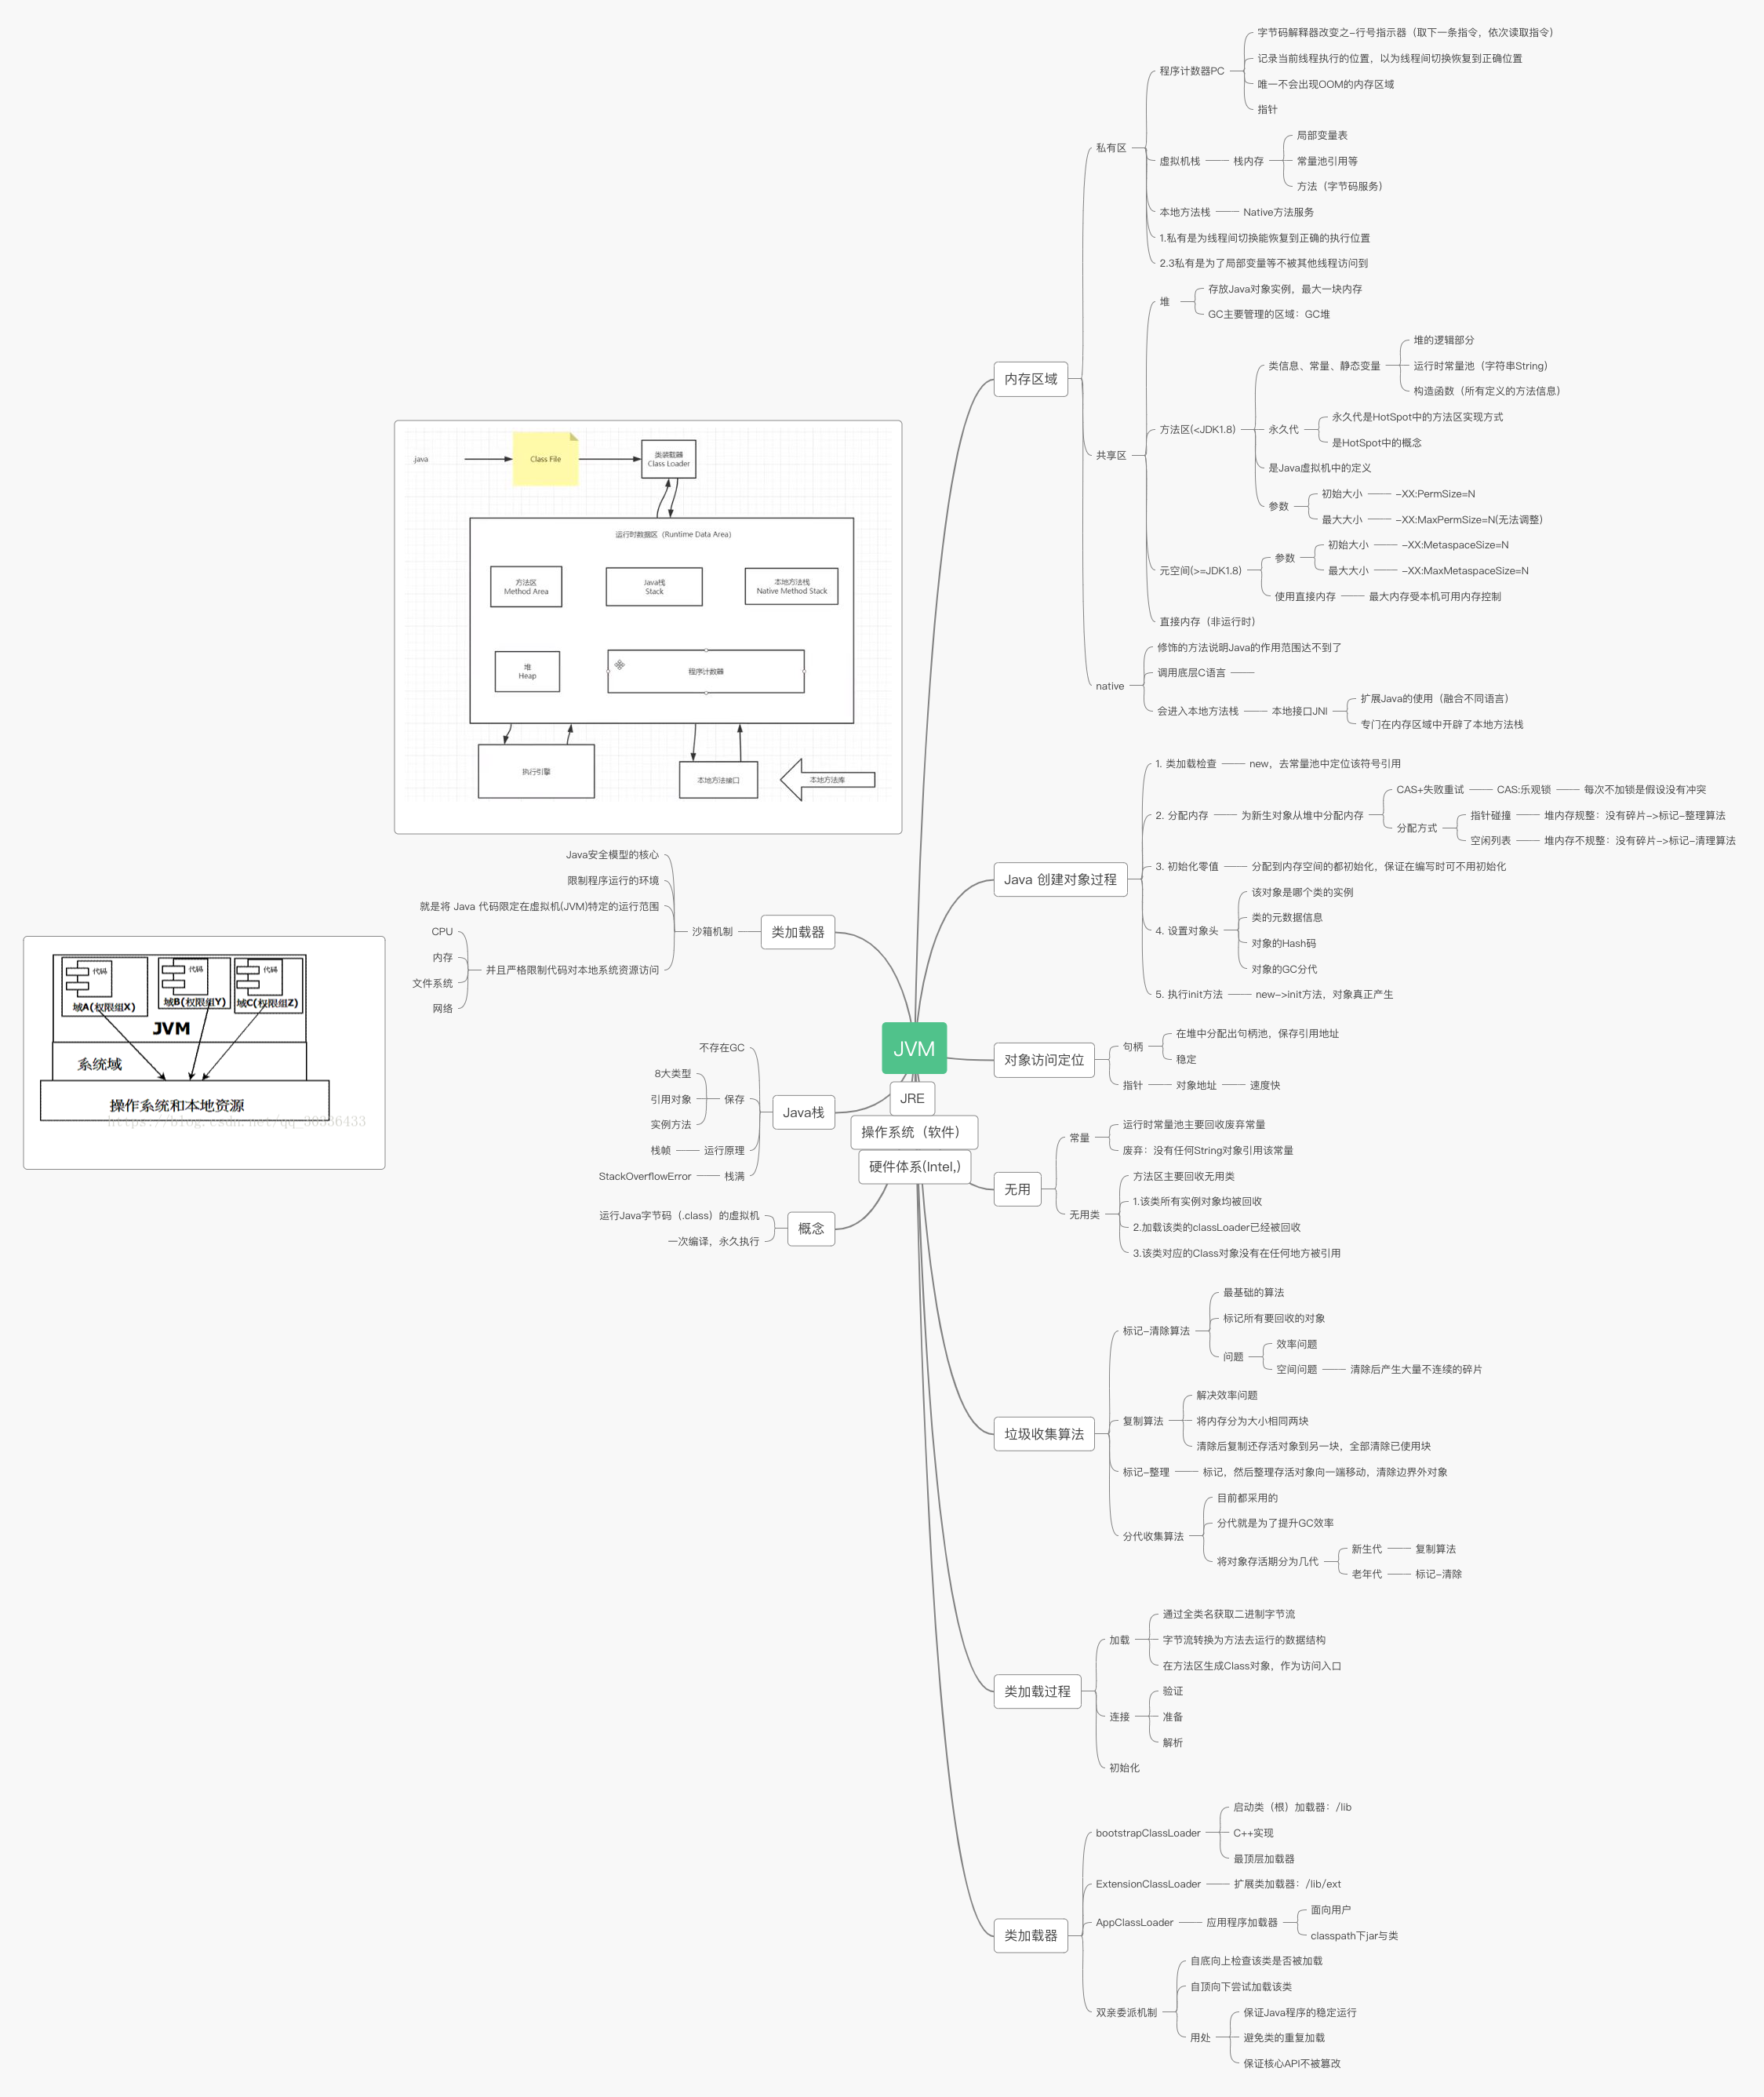 JVM
JRE
操作系统（软件）
硬件体系(Intel,)
内存区域
私有区
程序计数器PC
字节码解释器改变之-行号指示器（取下一条指令，依次读取指令）
记录当前线程执行的位置，以为线程间切换恢复到正确位置
唯一不会出现OOM的内存区域
指针
虚拟机栈
栈内存
局部变量表
常量池引用等
方法（字节码服务）
本地方法栈
Native方法服务
1.私有是为线程间切换能恢复到正确的执行位置
2.3私有是为了局部变量等不被其他线程访问到
共享区
堆
存放Java对象实例，最大一块内存
GC主要管理的区域：GC堆
方法区(<JDK1.8)
类信息、常量、静态变量
堆的逻辑部分
运行时常量池（字符串String）
构造函数（所有定义的方法信息）
永久代
永久代是HotSpot中的方法区实现方式
是HotSpot中的概念
是Java虚拟机中的定义
参数
初始大小
-XX:PermSize=N
最大大小
-XX:MaxPermSize=N(无法调整)
元空间(>=JDK1.8)
参数
初始大小
-XX:MetaspaceSize=N
最大大小
-XX:MaxMetaspaceSize=N
使用直接内存
最大内存受本机可用内存控制
直接内存（非运行时）
native
修饰的方法说明Java的作用范围达不到了
调用底层C语言
会进入本地方法栈
本地接口JNI
扩展Java的使用（融合不同语言）
专门在内存区域中开辟了本地方法栈
Java 创建对象过程
1. 类加载检查
new，去常量池中定位该符号引用
2. 分配内存
为新生对象从堆中分配内存
CAS+失败重试
CAS:乐观锁
每次不加锁是假设没有冲突
分配方式
指针碰撞
堆内存规整：没有碎片->标记-整理算法
空闲列表
堆内存不规整：没有碎片->标记-清理算法
3. 初始化零值
分配到内存空间的都初始化，保证在编写时可不用初始化
4. 设置对象头
该对象是哪个类的实例
类的元数据信息
对象的Hash码
对象的GC分代
5. 执行init方法
new->init方法，对象真正产生
对象访问定位
句柄
在堆中分配出句柄池，保存引用地址
稳定
指针
对象地址
速度快
无用
常量
运行时常量池主要回收废弃常量
废弃：没有任何String对象引用该常量
无用类
方法区主要回收无用类
1.该类所有实例对象均被回收
2.加载该类的classLoader已经被回收
3.该类对应的Class对象没有在任何地方被引用
垃圾收集算法
标记-清除算法
最基础的算法
标记所有要回收的对象
问题
效率问题
空间问题
清除后产生大量不连续的碎片
复制算法
解决效率问题
将内存分为大小相同两块
清除后复制还存活对象到另一块，全部清除已使用块
标记-整理
标记，然后整理存活对象向一端移动，清除边界外对象
分代收集算法
目前都采用的
分代就是为了提升GC效率
将对象存活期分为几代
新生代
复制算法
老年代
标记-清除
类加载过程
加载
通过全类名获取二进制字节流
字节流转换为方法去运行的数据结构
在方法区生成Class对象，作为访问入口
连接
验证
准备
解析
初始化
类加载器
bootstrapClassLoader
启动类（根）加载器：/lib
C++实现
最顶层加载器
ExtensionClassLoader
扩展类加载器：/lib/ext
AppClassLoader
应用程序加载器
面向用户
classpath下jar与类
双亲委派机制
自底向上检查该类是否被加载
自顶向下尝试加载该类
用处
保证Java程序的稳定运行
避免类的重复加载
保证核心API不被篡改
.java
Class File
类装载器
Class Loader
运行时数据区（Runtime Data Area）
方法区
Method Area
Java栈
Stack
本地方法栈
Native Method Stack
堆
Heap
程序计数器
执行引擎
本地方法接口
本地方法库
类加载器
沙箱机制
Java安全模型的核心
限制程序运行的环境
就是将 Java 代码限定在虚拟机(JVM)特定的运行范围
并且严格限制代码对本地系统资源访问
CPU
内存
文件系统
网络
代码
代码
代码
域A(权限组X)
域B(权限组Y)
域C(权限组Z)
JVM
系统域
操作系统和本地资源
https://blog.csdn.net/qq_30336433
Java栈
不存在GC
保存
8大类型
引用对象
实例方法
运行原理
栈帧
栈满
StackOverflowError
概念
运行Java字节码（.class）的虚拟机
一次编译，永久执行